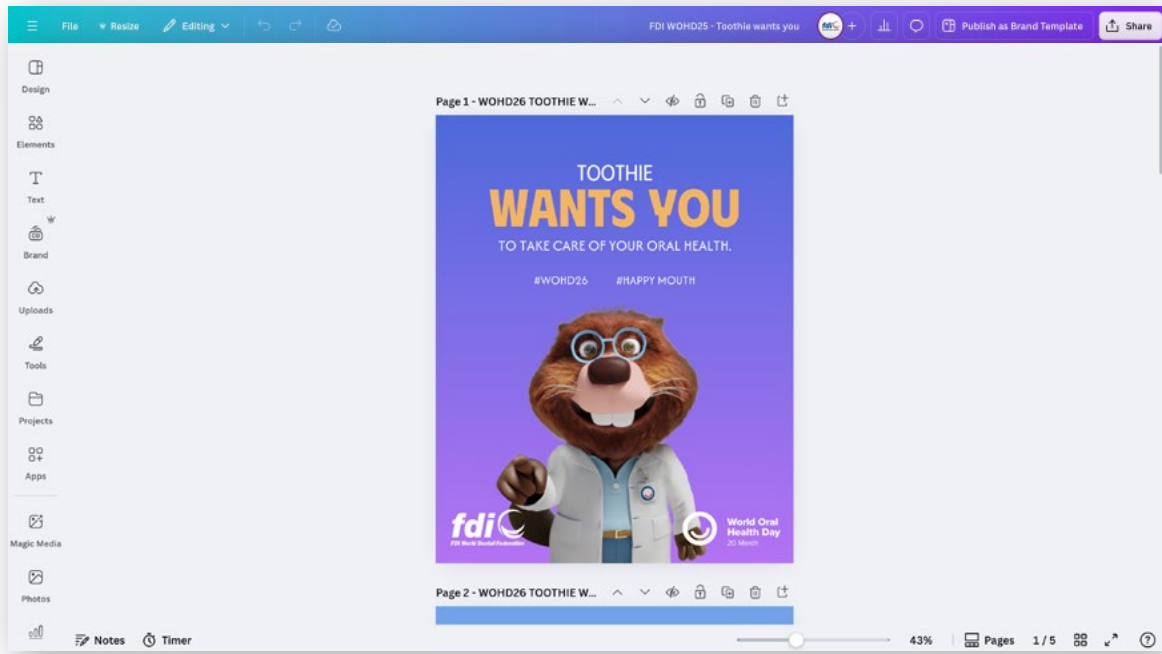 File
Resize
Editing
FDI WOHD25 - Toothie wants you
+
Publish as Brand Template
Share
Design
Elements
Text
Brand
Uploads
Tools
Projects
Apps
Magic Media
Photos
Page 1 - WOHD26 TOOTHIE W...
TOOTHIE
WANTS YOU
TO TAKE CARE OF YOUR ORAL HEALTH.
#WOHD26 #HAPPY MOUTH
fdi
FDI World Dental Federation
World Oral
Health Day
20 March
Page 2 - WOHD26 TOOTHIE W...
Notes
Timer
43%
Pages
1/5
?